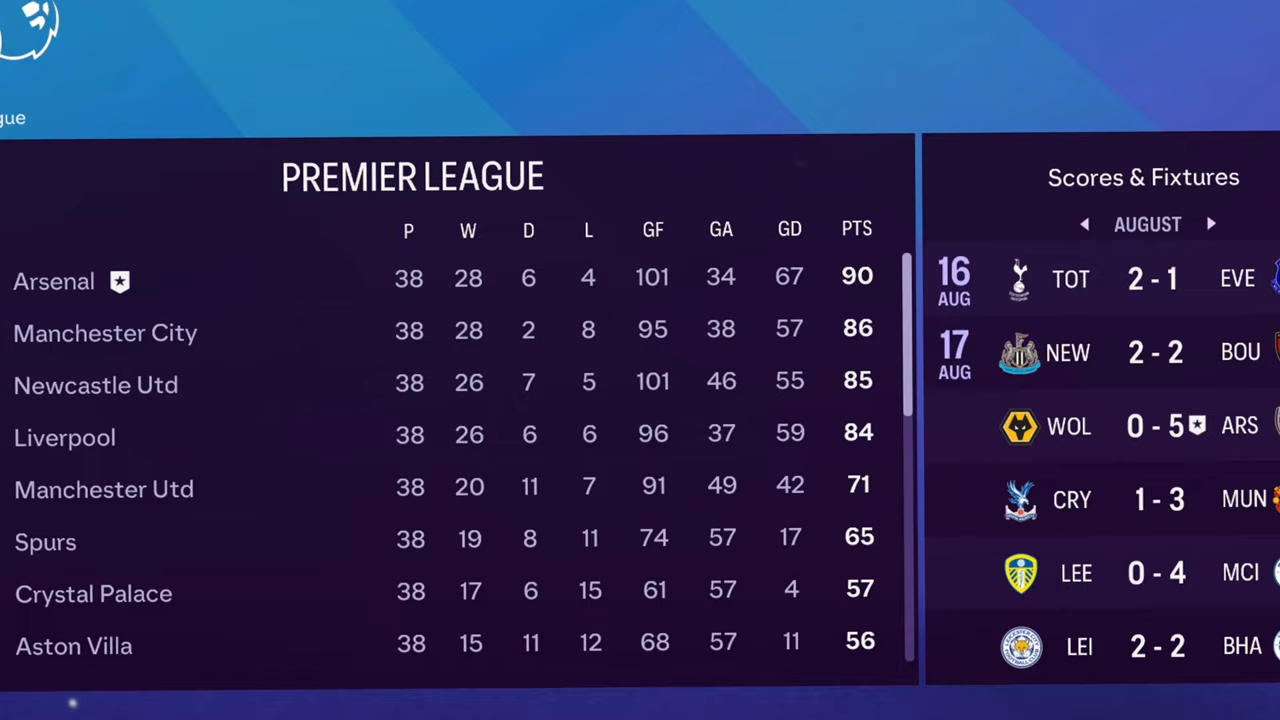 gue
PREMIER LEAGUE
P W D L GF GA GD PTS
Arsenal 38 28 6 4 101 34 67 90
Manchester City 38 28 2 8 95 38 57 86
Newcastle Utd 38 26 7 5 101 46 55 85
Liverpool 38 26 6 6 96 37 59 84
Manchester Utd 38 20 11 7 91 49 42 71
Spurs 38 19 8 11 74 57 17 65
Crystal Palace 38 17 6 15 61 57 4 57
Aston Villa 38 15 11 12 68 57 11 56
Scores & Fixtures
AUGUST
16 AUG TOT 2 - 1 EVE
17 AUG NEW 2 - 2 BOU
WOL 0 - 5 ARS
CRY 1 - 3 MUN
LEE 0 - 4 MCI
LEI 2 - 2 BHA